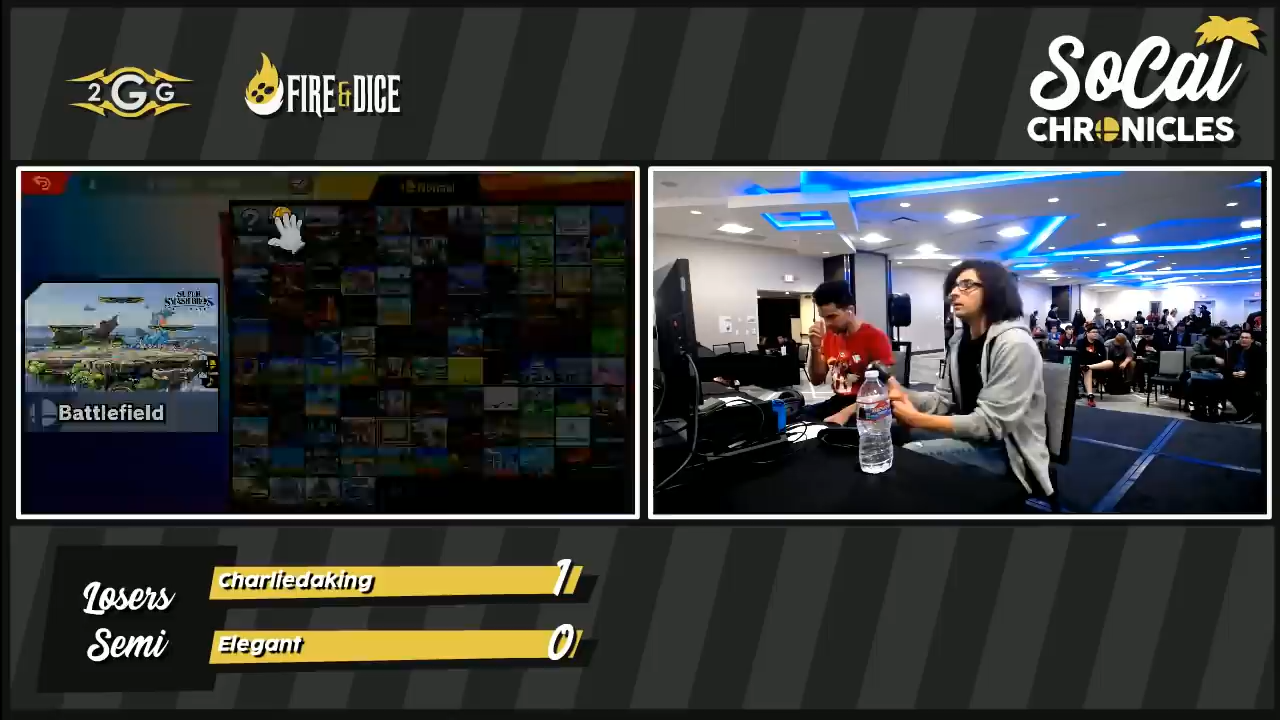 2GG
FIRE&DICE
SoCal
CHRONICLES
Normal
?
SUPER
SMASH BROS.
Battlefield
Losers
Semi
Charliedaking 1
Elegant 0